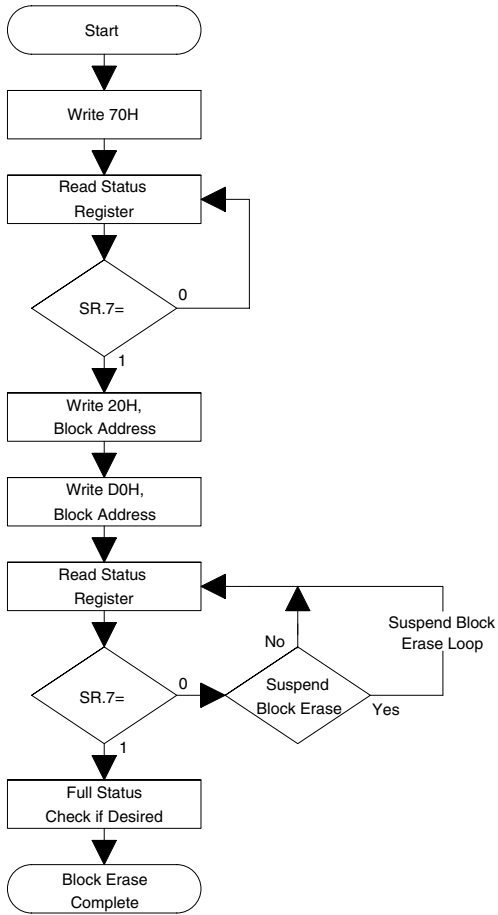 Start
Write 70H
Read Status
Register
SR.7=
0
1
Write 20H,
Block Address
Write D0H,
Block Address
Read Status
Register
Suspend Block
Erase Loop
No
SR.7=
0
Suspend
Block Erase
Yes
1
Full Status
Check if Desired
Block Erase
Complete